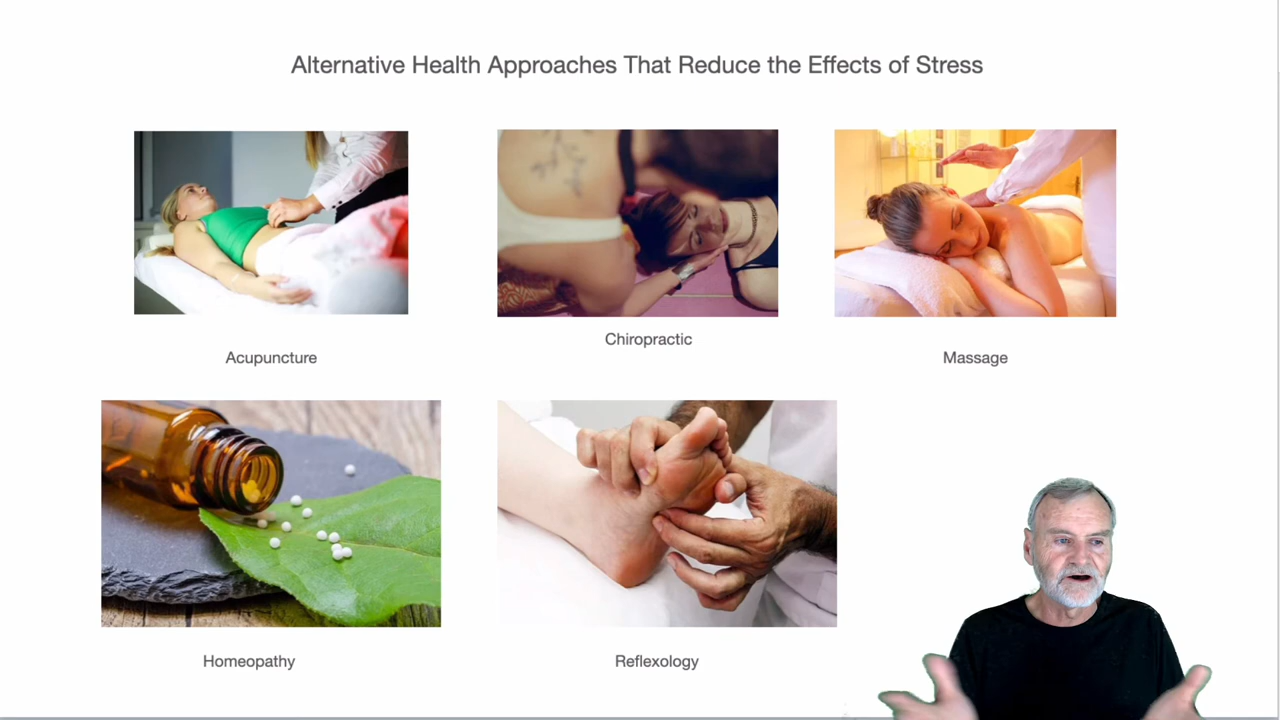 Alternative Health Approaches That Reduce the Effects of Stress
Acupuncture
Chiropractic
Massage
Homeopathy
Reflexology